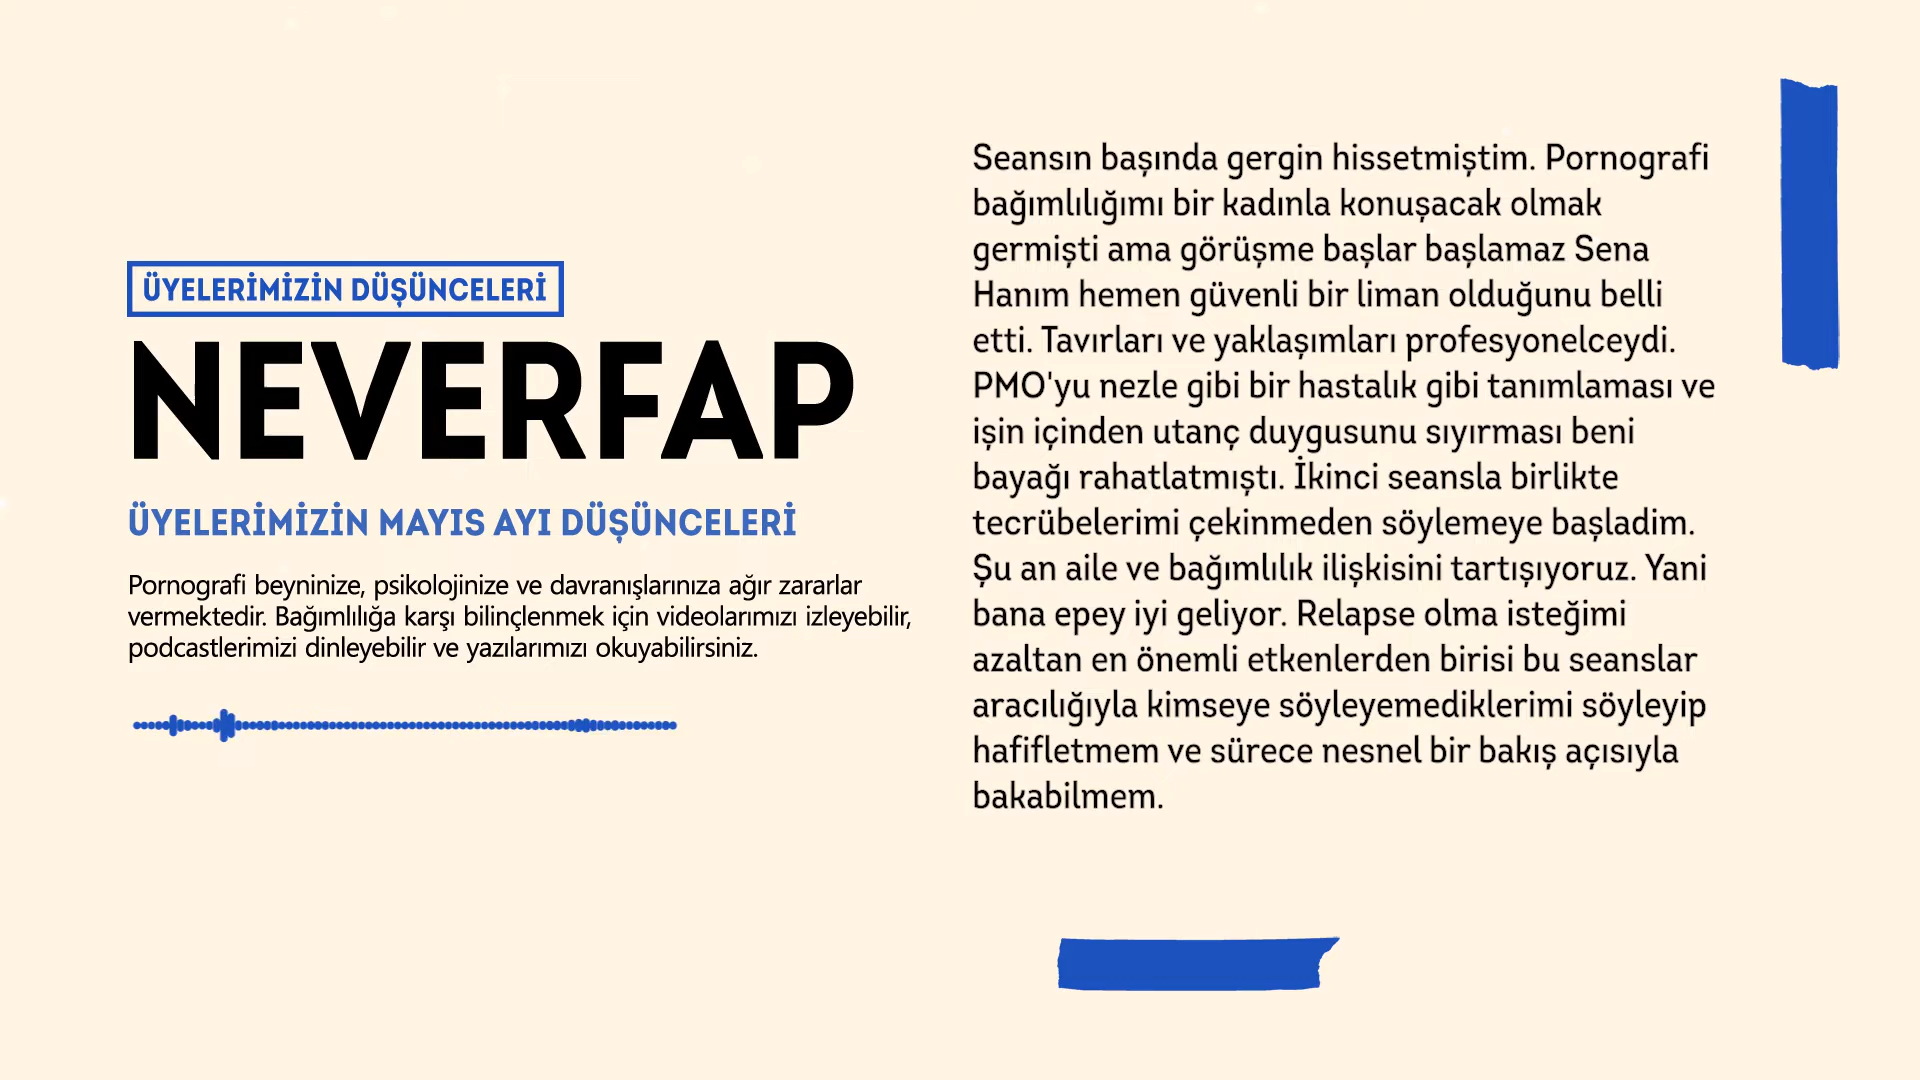 ÜYELERİMİZİN DÜŞÜNCELERİ
NEVERFAP
ÜYELERİMİZİN MAYIS AYI DÜŞÜNCELERİ
Pornografi beyninize, psikolojinize ve davranışlarınıza ağır zararlar
vermektedir. Bağımlılığa karşı bilinçlenmek için videolarımızı izleyebilir,
podcastlerimizi dinleyebilir ve yazılarımızı okuyabilirsiniz.
Seansın başında gergin hissetmiştim. Pornografi
bağımlılığımı bir kadınla konuşacak olmak
germişti ama görüşme başlar başlamaz Sena
Hanım hemen güvenli bir liman olduğunu belli
etti. Tavırları ve yaklaşımları profesyonelceydi.
PMO'yu nezle gibi bir hastalık gibi tanımlaması ve
işin içinden utanç duygusunu sıyırması beni
bayağı rahatlatmıştı. İkinci seansla birlikte
tecrübelerimi çekinmeden söylemeye başladim.
Şu an aile ve bağımlılık ilişkisini tartışıyoruz. Yani
bana epey iyi geliyor. Relapse olma isteğimi
azaltan en önemli etkenlerden birisi bu seanslar
aracılığıyla kimseye söyleyemediklerimi söyleyip
hafifletmem ve sürece nesnel bir bakış açısıyla
bakabilmem.